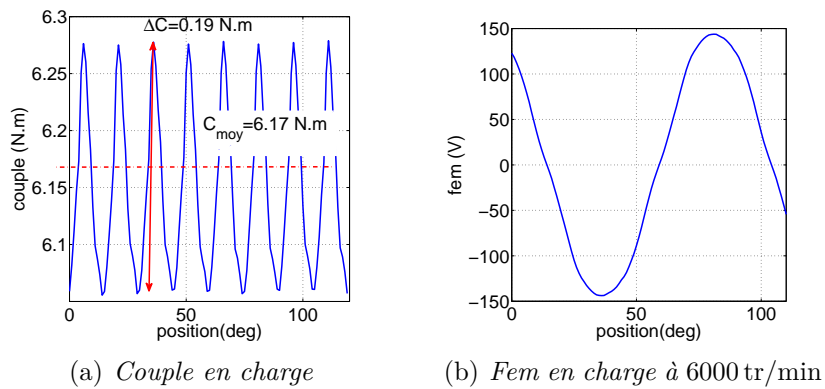 ΔC=0.19 N.m
6.3
6.25
6.2
6.15
6.1
couple (N.m)
C_moy=6.17 N.m
0
50
100
position(deg)
(a) Couple en charge
150
100
50
0
−50
−100
−150
fem (V)
0
50
100
position(deg)
(b) Fem en charge à 6000 tr/min